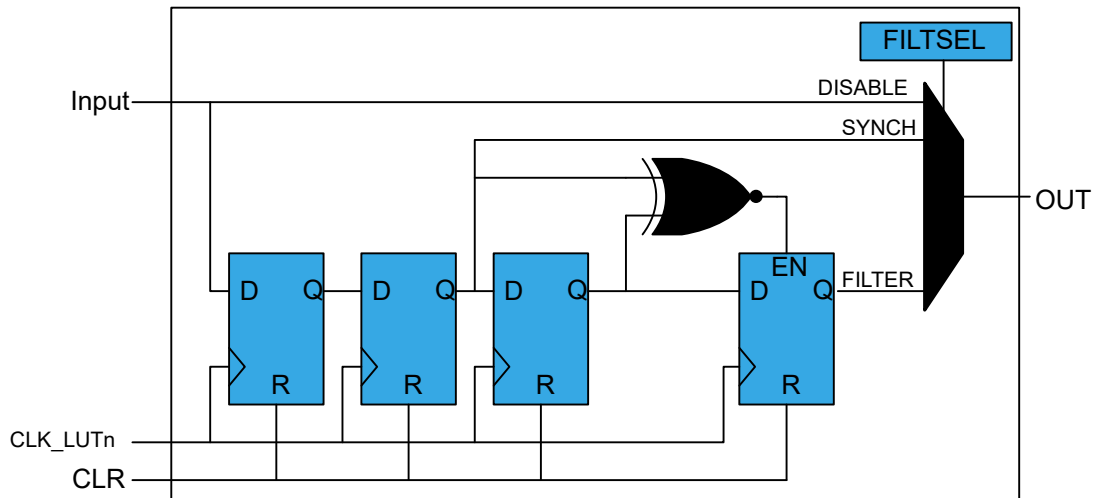 FILTSEL
Input
DISABLE
SYNCH
OUT
EN
D Q D Q D Q D Q FILTER
R R R R
CLK_LUTn
CLR